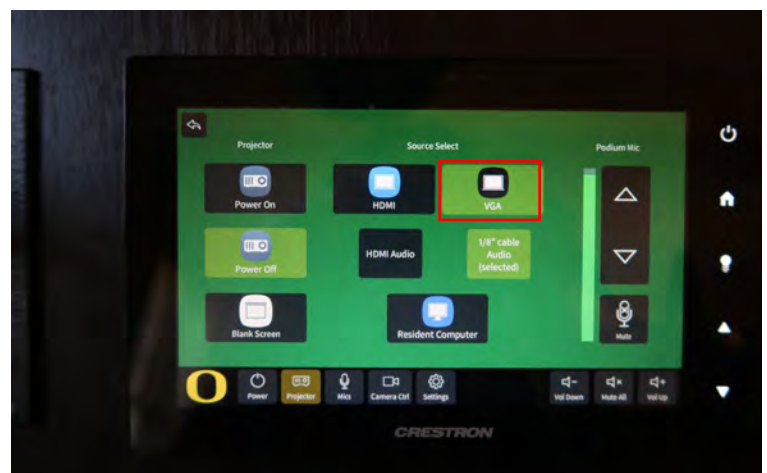 Projector
Source Select
Podium Mic
Power On
HDMI
VGA
Power Off
HDMI Audio
1/8" cable
Audio
(selected)
Blank Screen
Resident Computer
Mute
O
Power
Projector
Mics
Camera Ctrl
Settings
Vol Down
Mute All
Vol Up
CRESTRON